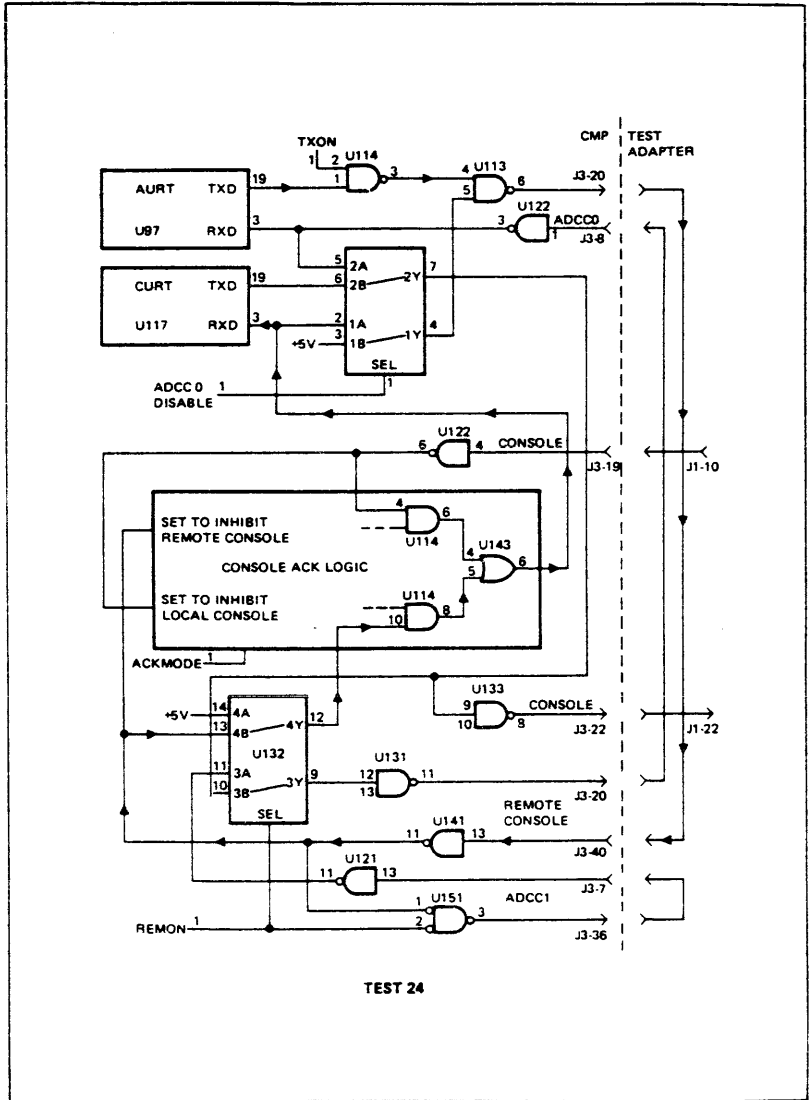 CMP TEST
ADAPTER
TXON
1 2 U114
3
1
U113
4
5
6
J3-20
AURT TXD 19
U97 RXD 3
U122
3 1
ADCC0
J3-8
CURT TXD 19
U117 RXD 3
5 2A 2Y 7
6 2B
2 1A
+5V 3 1B 1Y 4
SEL
1
ADCC 0 1
DISABLE
U122
6 4 CONSOLE
J3-19 J1-10
SET TO INHIBIT
REMOTE CONSOLE
4 6
U114
CONSOLE ACK LOGIC
U143
4
5
6
SET TO INHIBIT
LOCAL CONSOLE
U114
10 8
ACKMODE 1
+5V 14 4A
13 4B 4Y 12
U132
11 3A
10 3B 3Y 9
SEL
U133
9
10
8
CONSOLE
J3-22 J1-22
U131
12
13
11
J3-20
REMOTE
CONSOLE
U141
11 13
J3-40
U121
11 13
J3-7
ADCC1
U151
1
2
3
J3-36
REMON 1
TEST 24